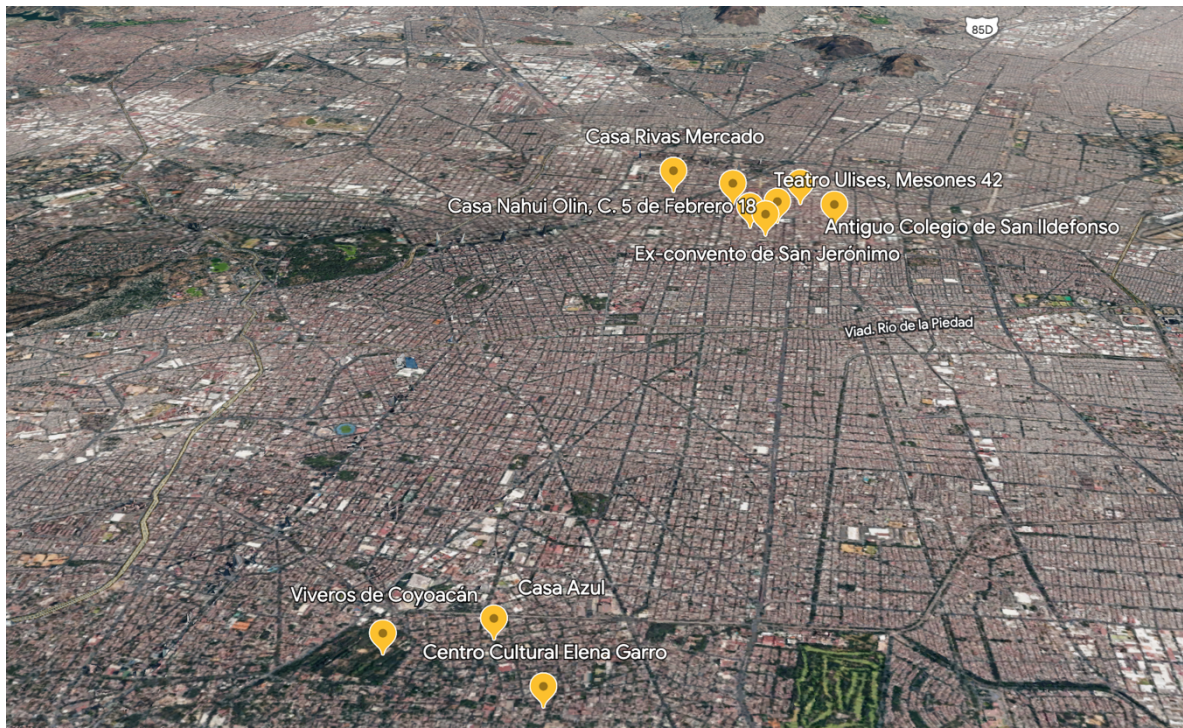 85D
Casa Rivas Mercado
Teatro Ulises, Mesones 42
Casa Nahui Olin, C. 5 de Febrero 18
Antiguo Colegio de San Ildefonso
Ex-convento de San Jerónimo
Viad. Rio de la Piedad
Casa Azul
Viveros de Coyoacán
Centro Cultural Elena Garro